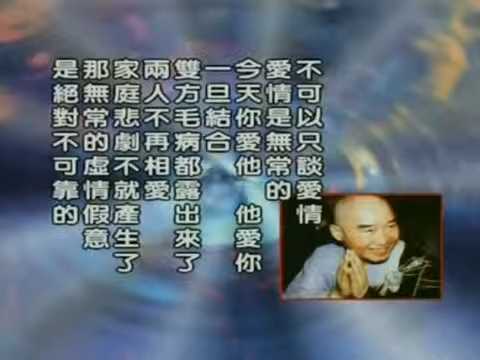 不可以只談愛情
愛情是無常的
今天你愛他 他愛你
一旦結合
雙方毛病都露出來了
兩人不再相愛
家庭悲劇不就產生了
那無常的虛情假意
是絕對不可靠的